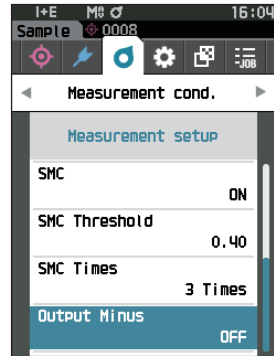 I+E M0 16:04
Sample 0008
JOB
Measurement cond.
Measurement setup
SMC
ON
SMC Threshold
0.40
SMC Times
3 Times
Output Minus
OFF